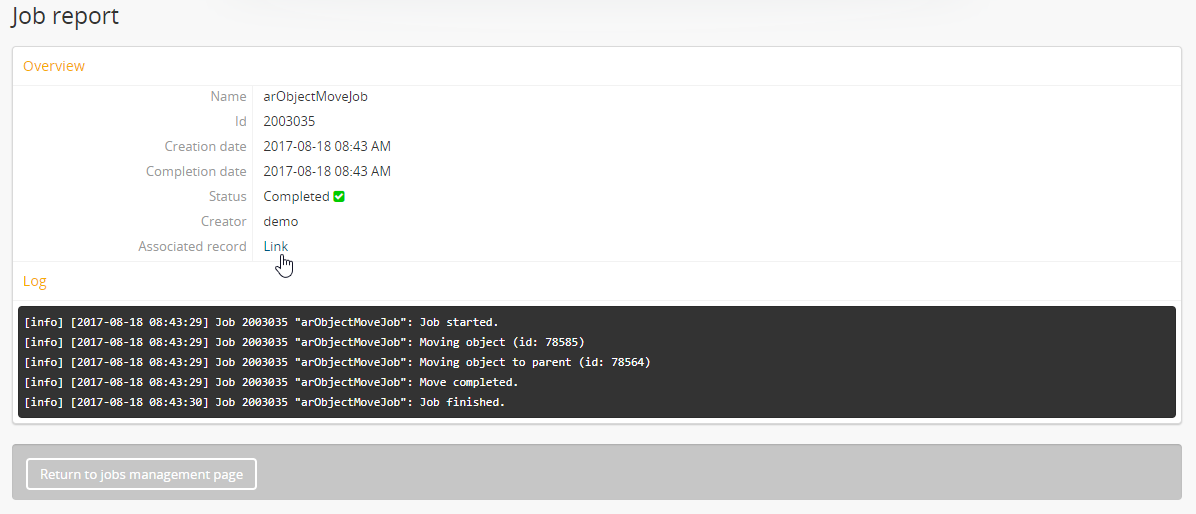 Job report
Overview
Name arObjectMoveJob
Id 2003035
Creation date 2017-08-18 08:43 AM
Completion date 2017-08-18 08:43 AM
Status Completed
Creator demo
Associated record Link
Log
[info] [2017-08-18 08:43:29] Job 2003035 "arObjectMoveJob": Job started.
[info] [2017-08-18 08:43:29] Job 2003035 "arObjectMoveJob": Moving object (id: 78585)
[info] [2017-08-18 08:43:29] Job 2003035 "arObjectMoveJob": Moving object to parent (id: 78564)
[info] [2017-08-18 08:43:29] Job 2003035 "arObjectMoveJob": Move completed.
[info] [2017-08-18 08:43:30] Job 2003035 "arObjectMoveJob": Job finished.
Return to jobs management page